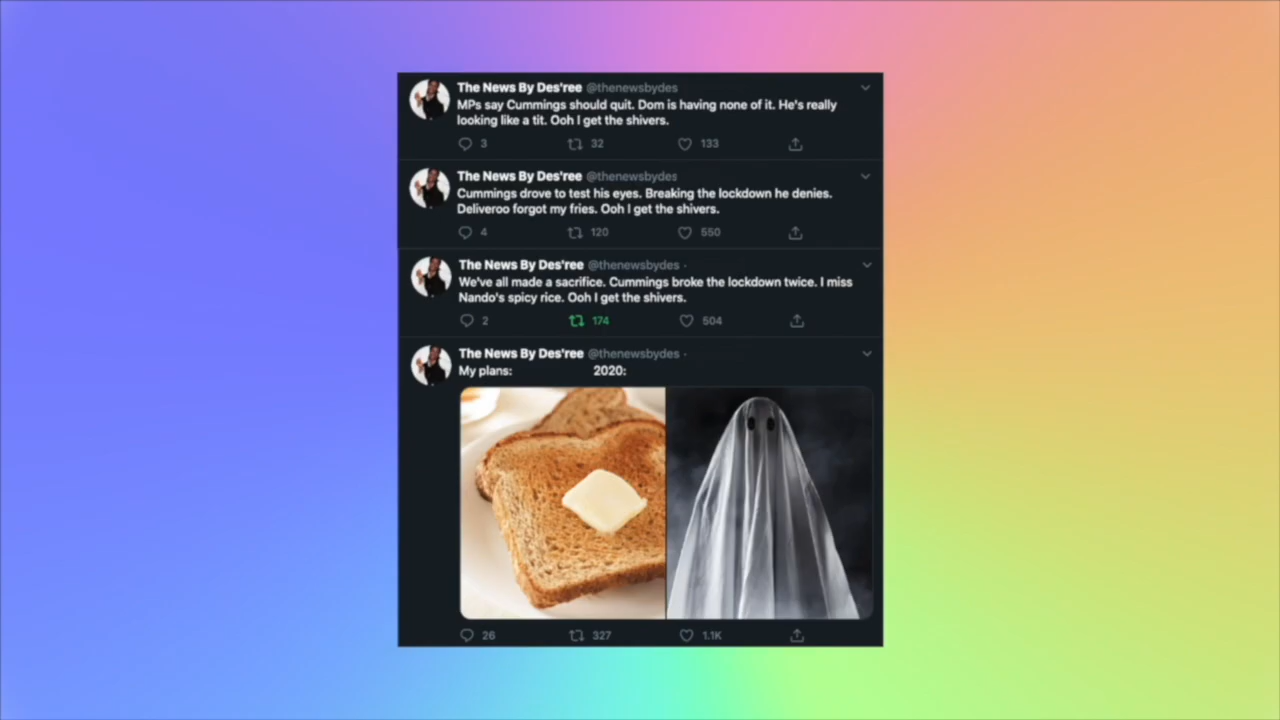 The News By Des'ree @thenewsbydes
MPs say Cummings should quit. Dom is having none of it. He's really
looking like a tit. Ooh I get the shivers.
3 32 133
The News By Des'ree @thenewsbydes
Cummings drove to test his eyes. Breaking the lockdown he denies.
Deliveroo forgot my fries. Ooh I get the shivers.
4 120 550
The News By Des'ree @thenewsbydes ·
We've all made a sacrifice. Cummings broke the lockdown twice. I miss
Nando's spicy rice. Ooh I get the shivers.
2 174 504
The News By Des'ree @thenewsbydes ·
My plans: 2020:
26 327 1.1K